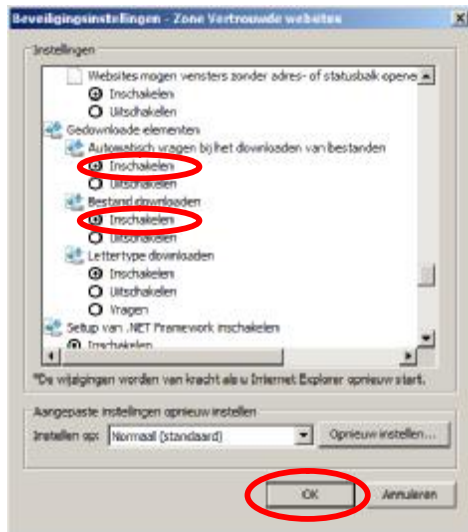 Beveiligingsinstellingen - Zone Vertrouwde websites
Instellingen
Websites mogen vensters zonder adres- of statusbalk opene
Inschakelen
Uitschakelen
Gedownloade elementen
Automatisch vragen bij het downloaden van bestanden
Inschakelen
Uitschakelen
Bestand downloaden
Inschakelen
Uitschakelen
Lettertype downloaden
Inschakelen
Uitschakelen
Vragen
Setup van .NET Framework inschakelen
Inschakelen
*De wijzigingen worden van kracht als u Internet Explorer opnieuw start.
Aangepaste instellingen opnieuw instellen
Instellen op: Normaal (standaard) Opnieuw instellen...
OK Annuleren